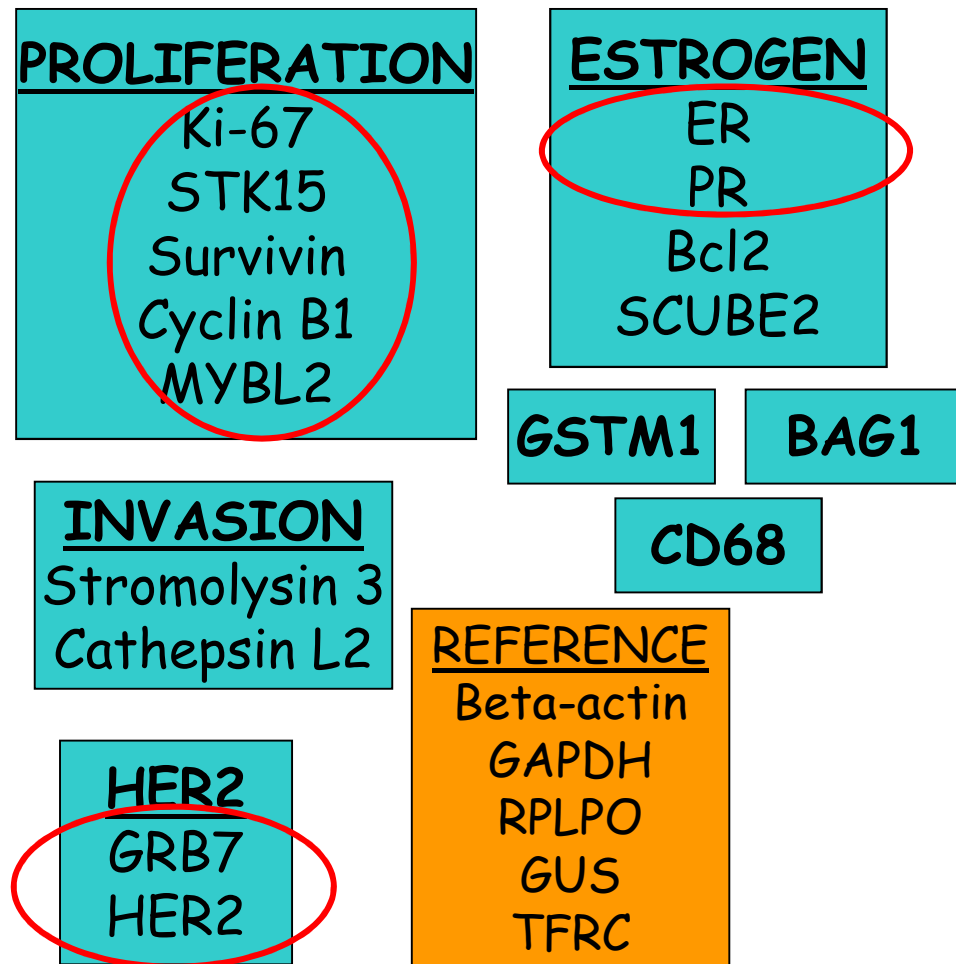 PROLIFERATION
Ki-67
STK15
Survivin
Cyclin B1
MYBL2
ESTROGEN
ER
PR
Bcl2
SCUBE2
GSTM1
BAG1
CD68
INVASION
Stromolysin 3
Cathepsin L2
HER2
GRB7
HER2
REFERENCE
Beta-actin
GAPDH
RPLPO
GUS
TFRC